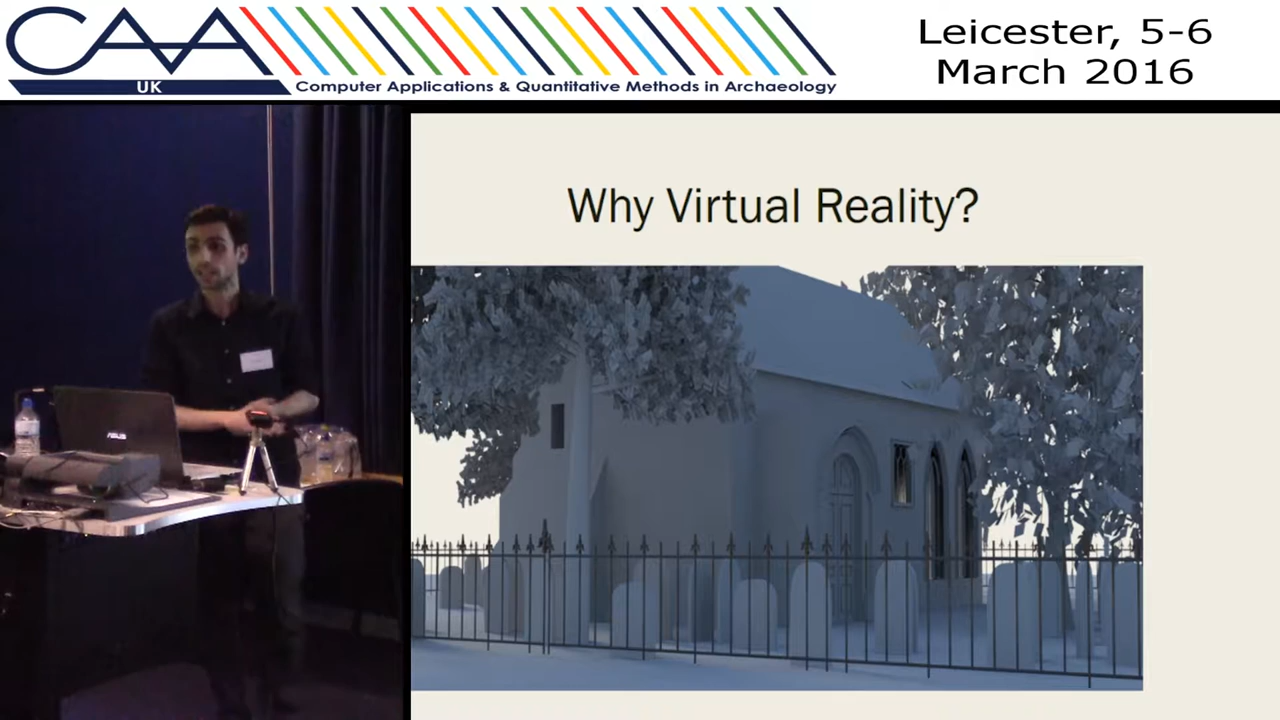 CAA
UK
Computer Applications & Quantitative Methods in Archaeology
Leicester, 5-6
March 2016
Why Virtual Reality?
ASUS